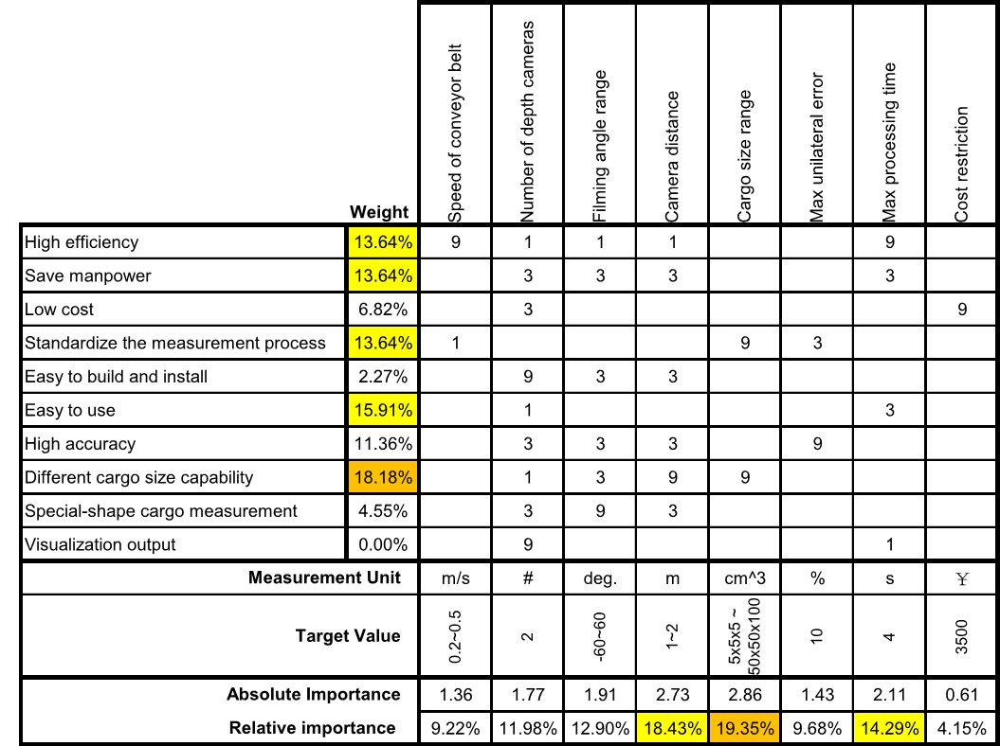 Weight Speed of conveyor belt Number of depth cameras Filming angle range Camera distance Cargo size range Max unilateral error Max processing time Cost restriction
High efficiency 13.64% 9 1 1 1 9
Save manpower 13.64% 3 3 3 3
Low cost 6.82% 3 9
Standardize the measurement process 13.64% 1 9 3
Easy to build and install 2.27% 9 3 3
Easy to use 15.91% 1 3
High accuracy 11.36% 3 3 3 9
Different cargo size capability 18.18% 1 3 9 9
Special-shape cargo measurement 4.55% 3 9 3
Visualization output 0.00% 9 1
Measurement Unit m/s # deg. m cm^3 % s ¥
Target Value 0.2~0.5 2 -60~60 1~2 5x5x5 ~ 50x50x100 10 4 3500
Absolute Importance 1.36 1.77 1.91 2.73 2.86 1.43 2.11 0.61
Relative importance 9.22% 11.98% 12.90% 18.43% 19.35% 9.68% 14.29% 4.15%